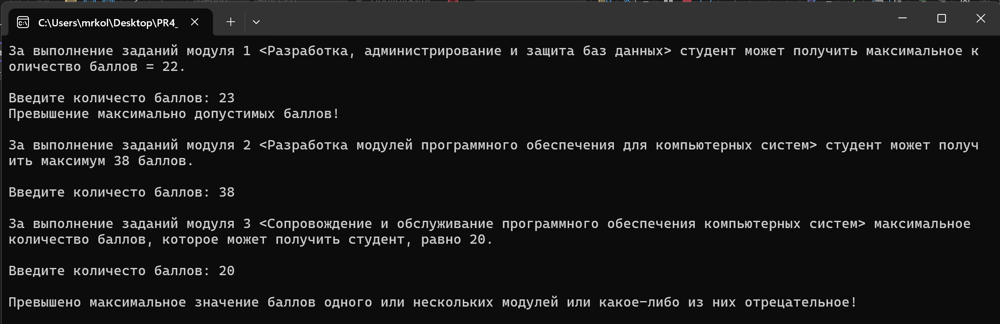 C:\Users\mrkol\Desktop\PR4_
За выполнение заданий модуля 1 <Разработка, администрирование и защита баз данных> студент может получить максимальное к
оличество баллов = 22.
Введите количесто баллов: 23
Превышение максимально допустимых баллов!
За выполнение заданий модуля 2 <Разработка модулей программного обеспечения для компьютерных систем> студент может получ
ить максимум 38 баллов.
Введите количесто баллов: 38
За выполнение заданий модуля 3 <Сопровождение и обслуживание программного обеспечения компьютерных систем> максимальное
количество баллов, которое может получить студент, равно 20.
Введите количесто баллов: 20
Превышено максимальное значение баллов одного или нескольких модулей или какое-либо из них отрецательное!